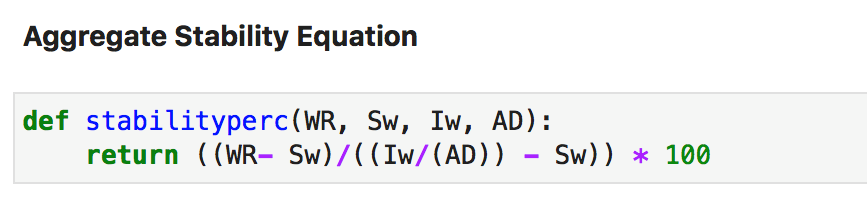 Aggregate Stability Equation
def stabilityperc(WR, Sw, Iw, AD):
    return ((WR- Sw)/((Iw/(AD)) - Sw)) * 100